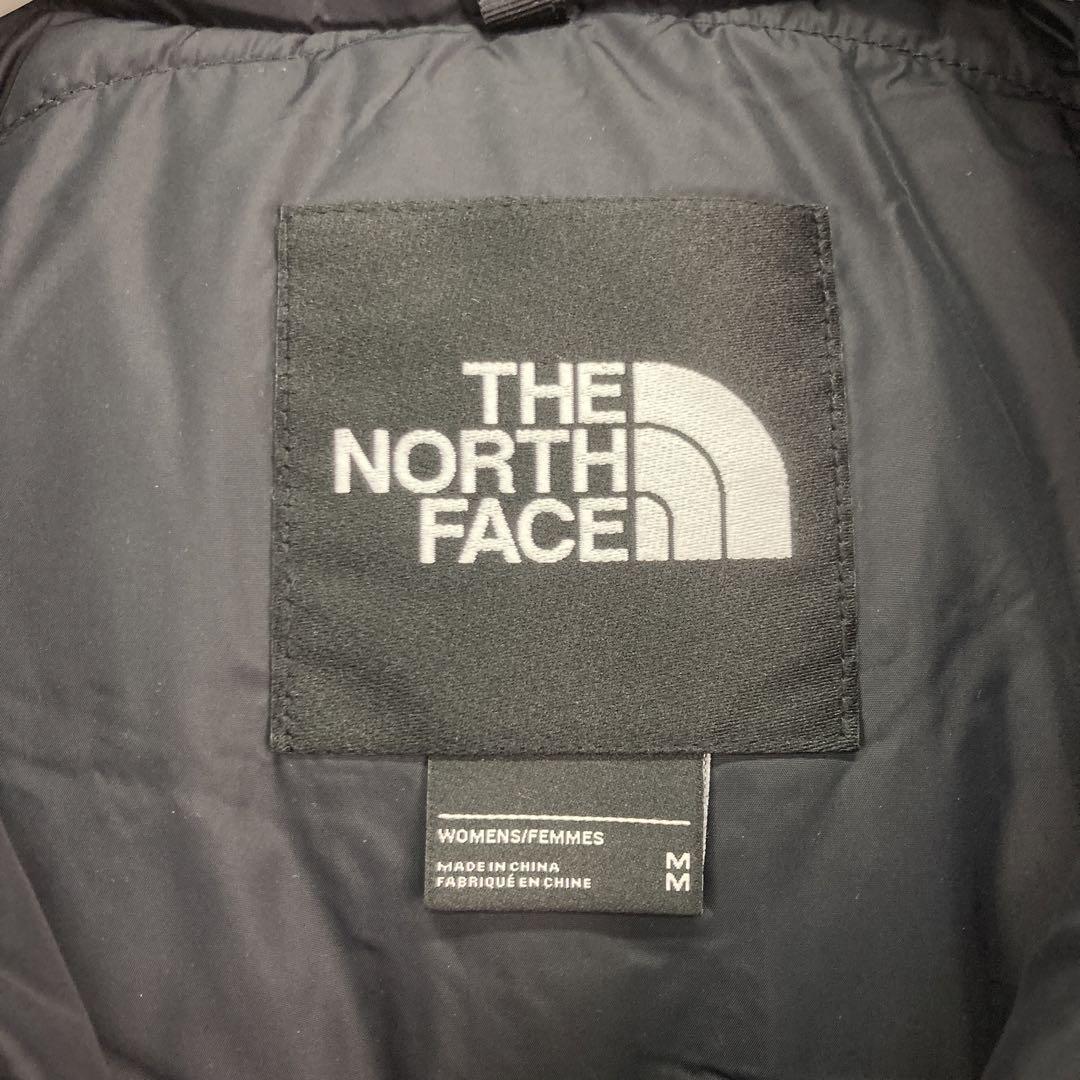 THE
NORTH
FACE
WOMENS/FEMMES
MADE IN CHINA M
FABRIQUÉ EN CHINE M